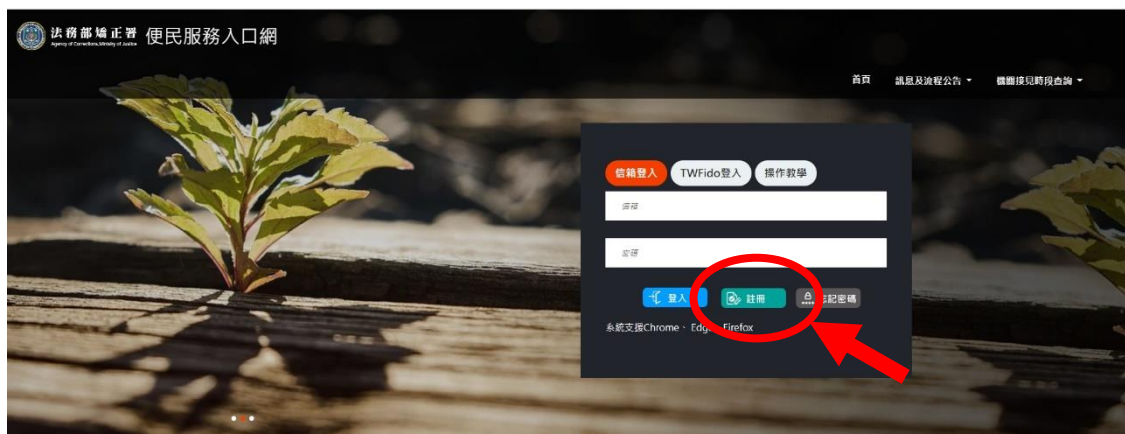 法務部矯正署 便民服務入口網
Agency of Corrections, Ministry of Justice
首頁 訊息及流程公告 機關接見時段查詢
信箱登入 TWFido登入 操作教學
信箱
密碼
登入 註冊 忘記密碼
系統支援Chrome、Edge、Firefox